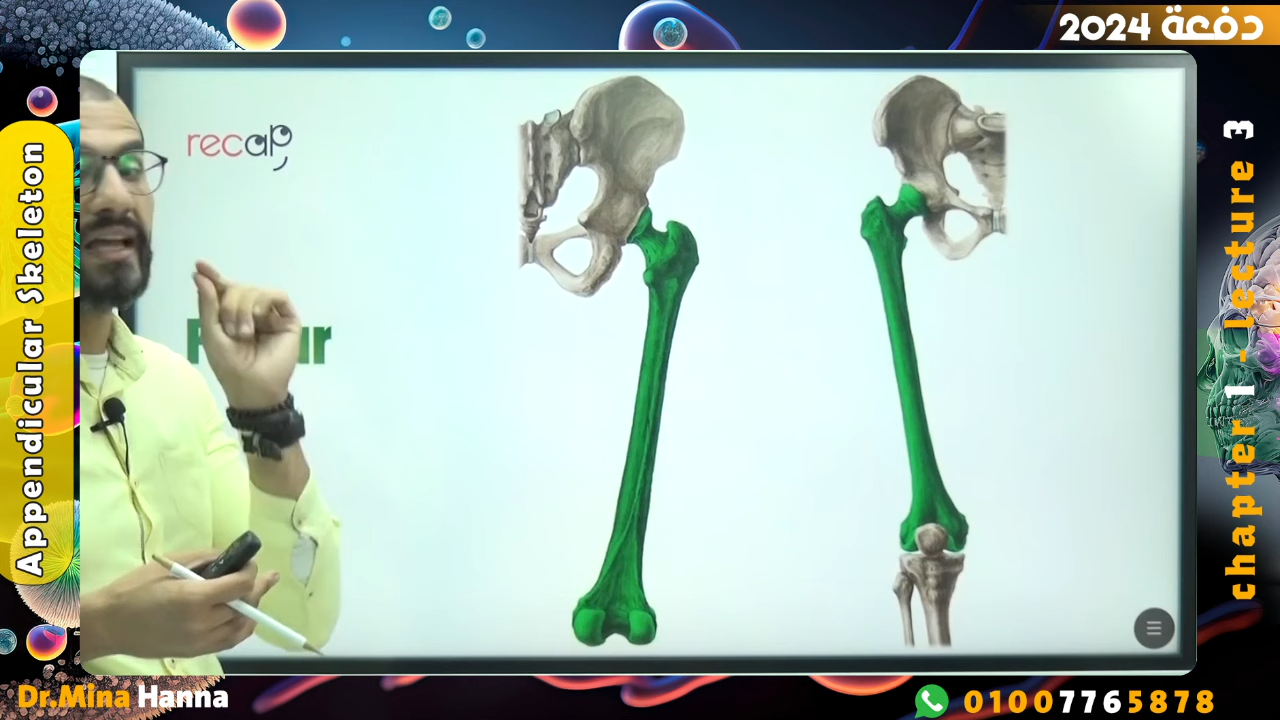 دفعة 2024
recap
Appendicular Skeleton
chapter 1 - lecture 3
Dr.Mina Hanna
01007765878